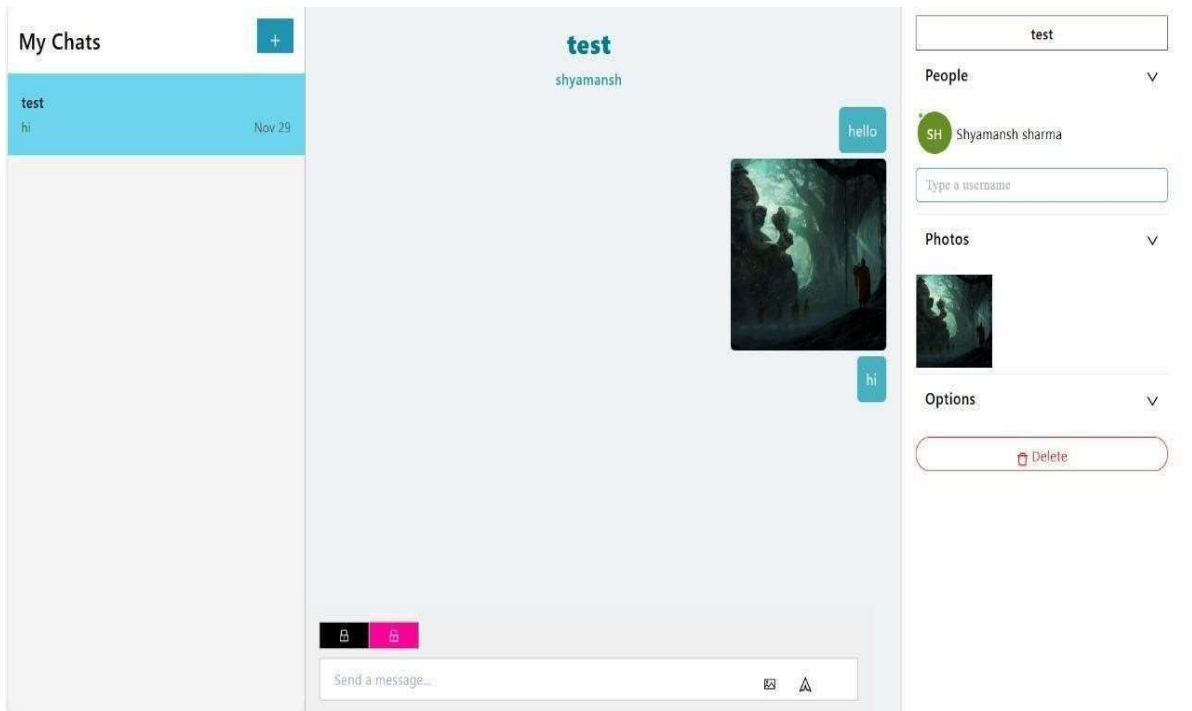 My Chats
+
test
hi Nov 29
test
shyamansh
hello
hi
Send a message...
test
People
SH Shyamansh sharma
Type a username
Photos
Options
Delete